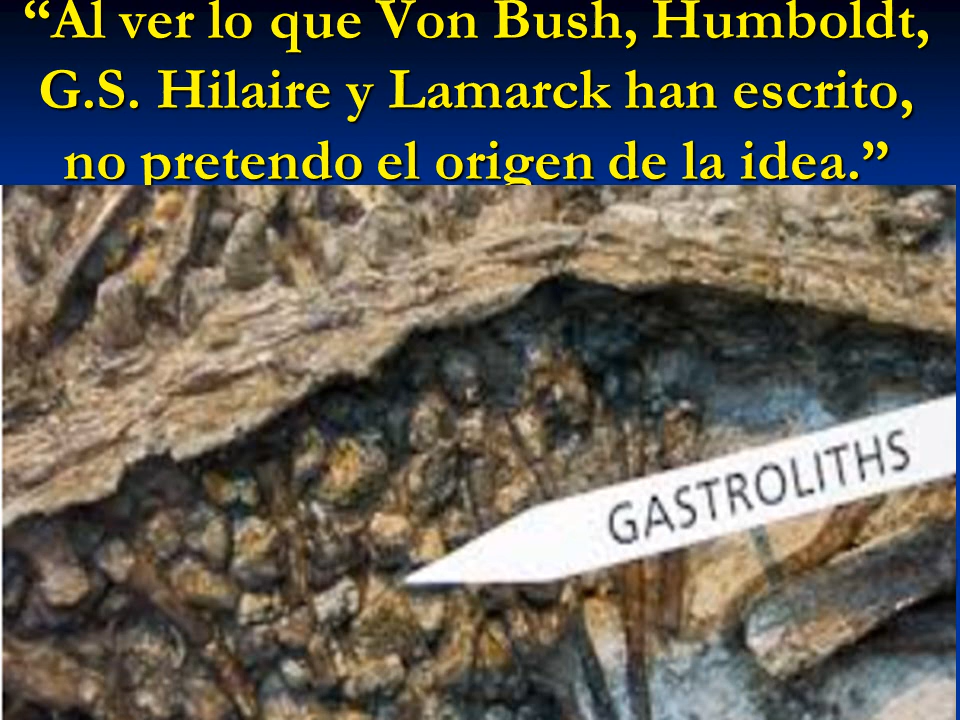 “Al ver lo que Von Bush, Humboldt,
G.S. Hilaire y Lamarck han escrito,
no pretendo el origen de la idea.”
GASTROLITHS